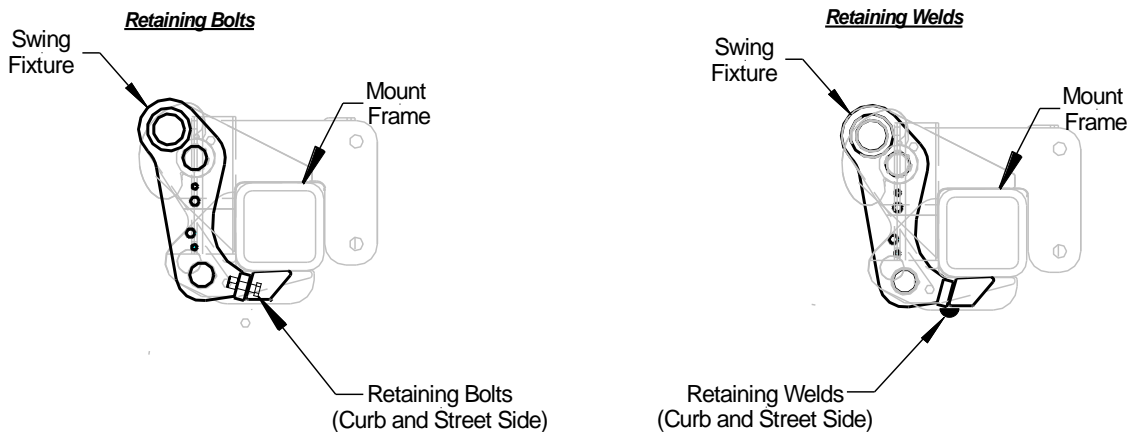 Retaining Bolts
Swing
Fixture
Mount
Frame
Retaining Bolts
(Curb and Street Side)
Retaining Welds
Swing
Fixture
Mount
Frame
Retaining Welds
(Curb and Street Side)